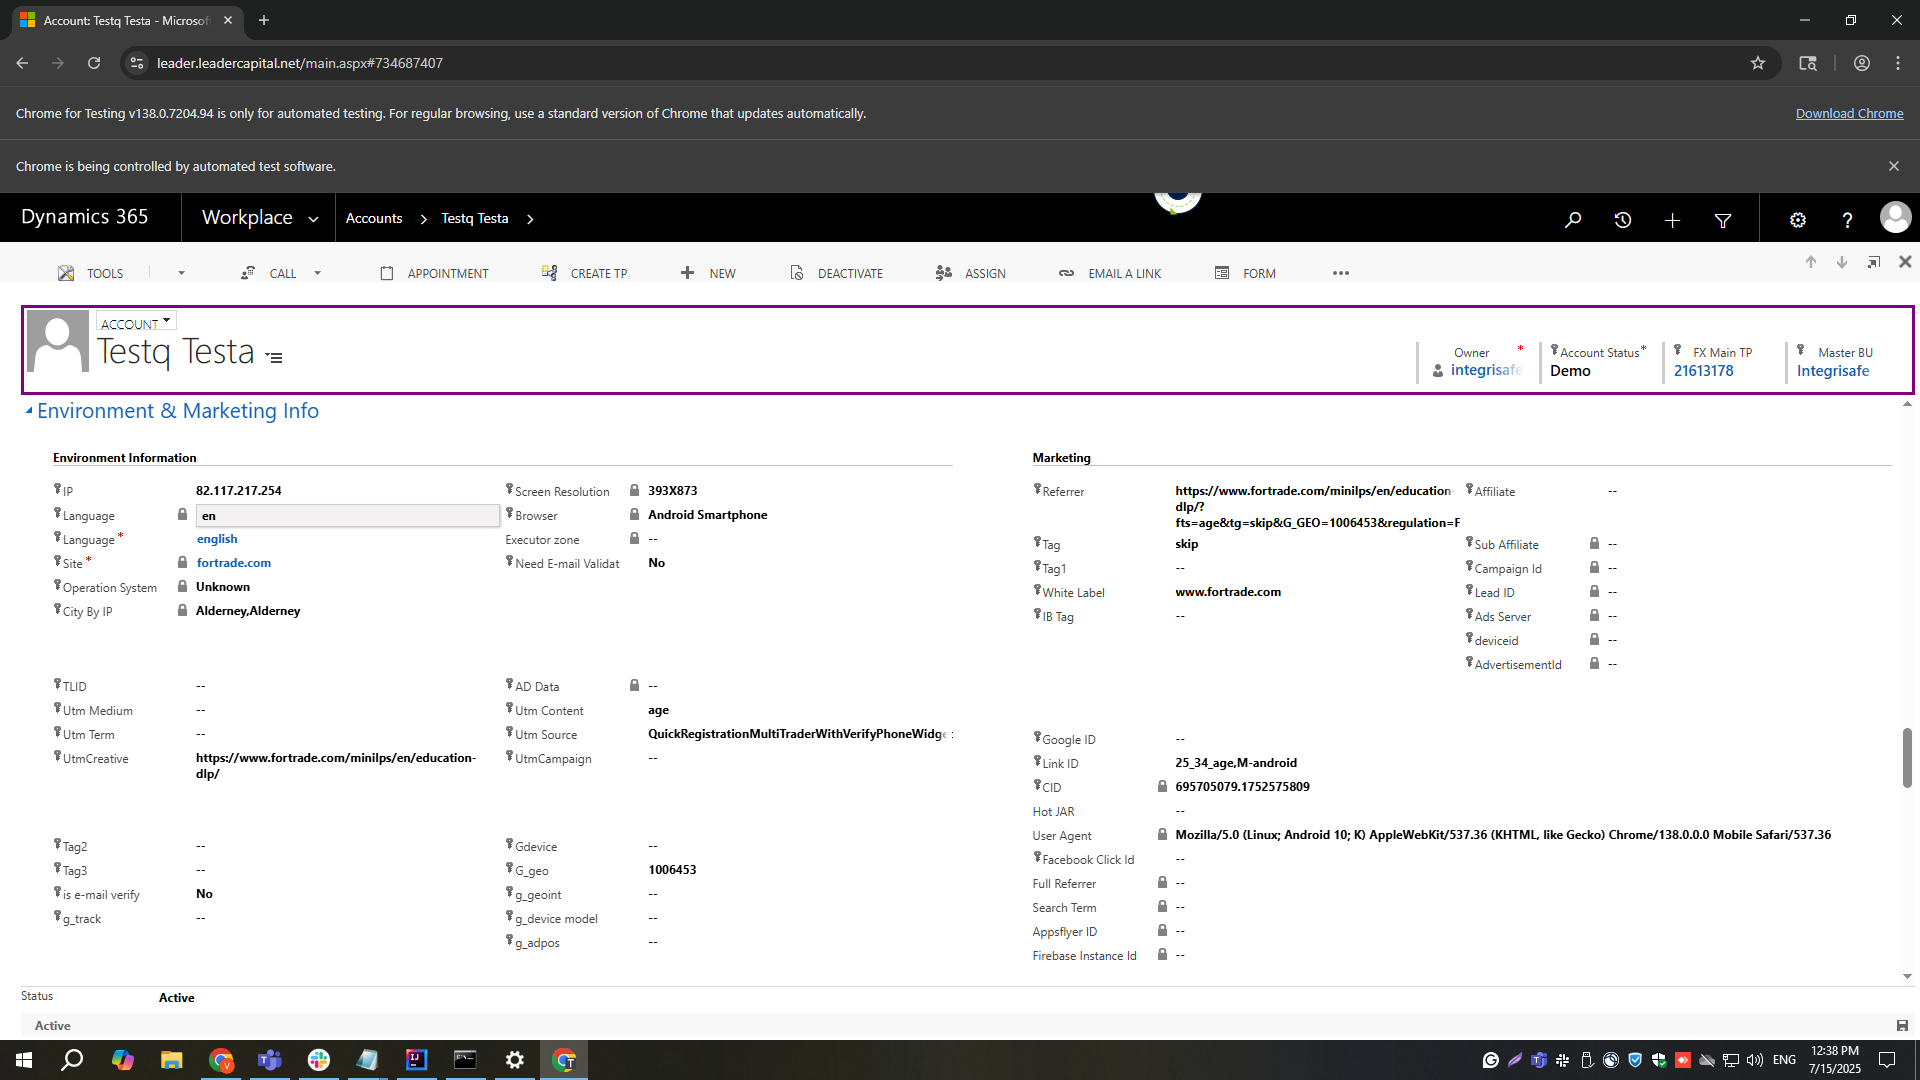 Account: Testq Testa - Microsof
leader.leadercapital.net/main.aspx#734687407
Chrome for Testing v138.0.7204.94 is only for automated testing. For regular browsing, use a standard version of Chrome that updates automatically.
Download Chrome
Chrome is being controlled by automated test software.
Dynamics 365
Workplace
Accounts
Testq Testa
TOOLS
CALL
APPOINTMENT
CREATE TP
NEW
DEACTIVATE
ASSIGN
EMAIL A LINK
FORM
ACCOUNT
Testq Testa
Owner *
integrisafe
Account Status *
Demo
FX Main TP
21613178
Master BU
Integrisafe
Environment & Marketing Info
Environment Information
IP 82.117.217.254
Language en
Language * english
Site * fortrade.com
Operation System Unknown
City By IP Alderney,Alderney
Screen Resolution 393X873
Browser Android Smartphone
Executor zone --
Need E-mail Validat No
TLID --
Utm Medium --
Utm Term --
UtmCreative https://www.fortrade.com/minilps/en/education-
dlp/
AD Data --
Utm Content age
Utm Source QuickRegistrationMultiTraderWithVerifyPhoneWidge
UtmCampaign --
Tag2 --
Tag3 --
is e-mail verify No
g_track --
Gdevice --
G_geo 1006453
g_geoint --
g_device model --
g_adpos --
Marketing
Referrer https://www.fortrade.com/minilps/en/education-
dlp/?
fts=age&tg=skip&G_GEO=1006453&regulation=F
Tag skip
Tag1 --
White Label www.fortrade.com
IB Tag --
Affiliate --
Sub Affiliate --
Campaign Id --
Lead ID --
Ads Server --
deviceid --
AdvertisementId --
Google ID --
Link ID 25_34_age,M-android
CID 695705079.1752575809
Hot JAR --
User Agent Mozilla/5.0 (Linux; Android 10; K) AppleWebKit/537.36 (KHTML, like Gecko) Chrome/138.0.0.0 Mobile Safari/537.36
Facebook Click Id --
Full Referrer --
Search Term --
Appsflyer ID --
Firebase Instance Id --
Status Active
Active
ENG
12:38 PM
7/15/2025